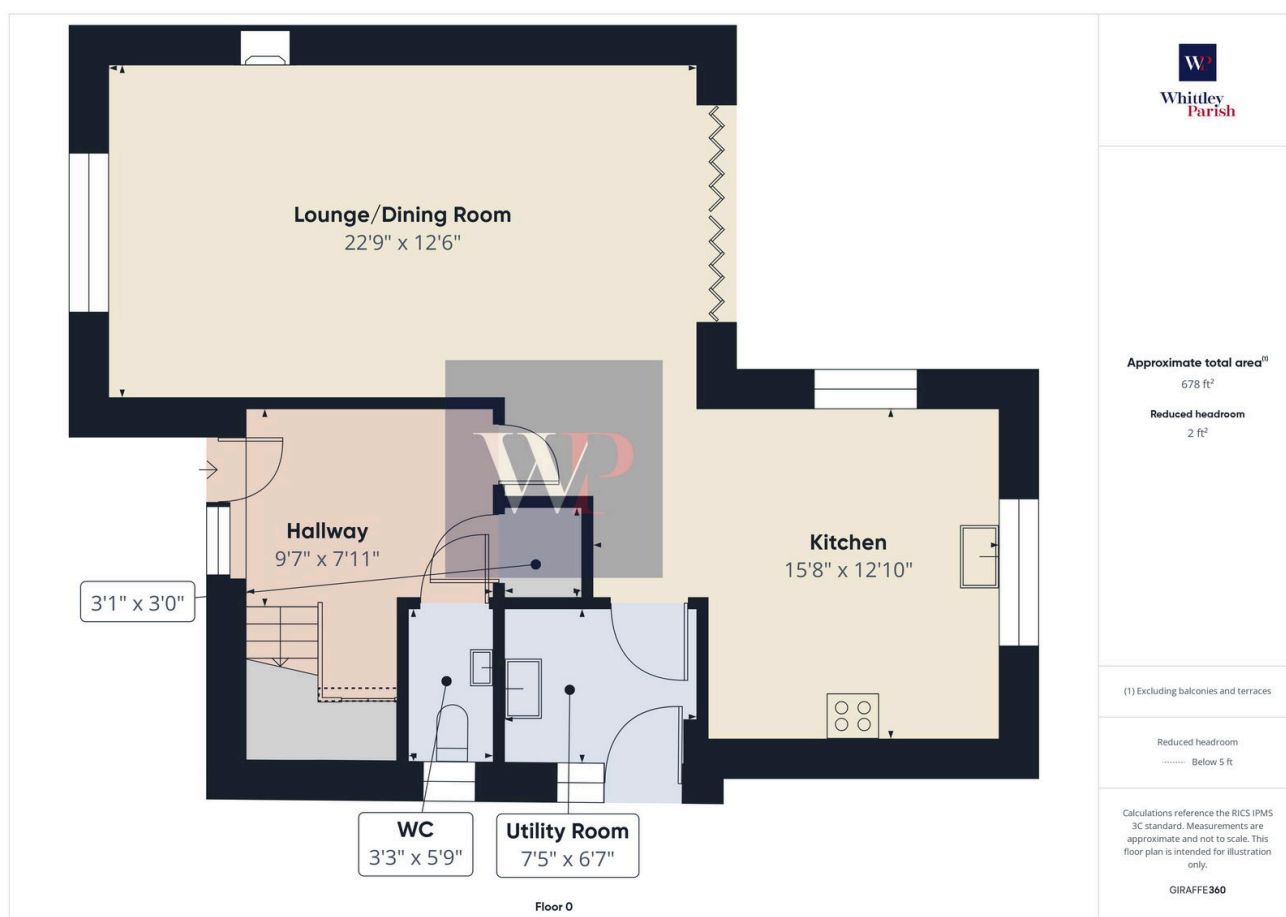 Lounge/Dining Room
22'9" x 12'6"
WP
Hallway
9'7" x 7'11"
3'1" x 3'0"
Kitchen
15'8" x 12'10"
WC
3'3" x 5'9"
Utility Room
7'5" x 6'7"
Floor 0
WP
Whittley
Parish
Approximate total area(1)
678 ft²
Reduced headroom
2 ft²
(1) Excluding balconies and terraces
Reduced headroom
Below 5 ft
Calculations reference the RICS IPMS
3C standard. Measurements are
approximate and not to scale. This
floor plan is intended for illustration
only.
GIRAFFE360